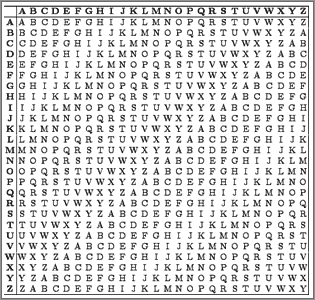 A B C D E F G H I J K L M N O P Q R S T U V W X Y Z
A A B C D E F G H I J K L M N O P Q R S T U V W X Y Z
B B C D E F G H I J K L M N O P Q R S T U V W X Y Z A
C C D E F G H I J K L M N O P Q R S T U V W X Y Z A B
D D E F G H I J K L M N O P Q R S T U V W X Y Z A B C
E E F G H I J K L M N O P Q R S T U V W X Y Z A B C D
F F G H I J K L M N O P Q R S T U V W X Y Z A B C D E
G G H I J K L M N O P Q R S T U V W X Y Z A B C D E F
H H I J K L M N O P Q R S T U V W X Y Z A B C D E F G
I I J K L M N O P Q R S T U V W X Y Z A B C D E F G H
J J K L M N O P Q R S T U V W X Y Z A B C D E F G H I
K K L M N O P Q R S T U V W X Y Z A B C D E F G H I J
L L M N O P Q R S T U V W X Y Z A B C D E F G H I J K
M M N O P Q R S T U V W X Y Z A B C D E F G H I J K L
N N O P Q R S T U V W X Y Z A B C D E F G H I J K L M
O O P Q R S T U V W X Y Z A B C D E F G H I J K L M N
P P Q R S T U V W X Y Z A B C D E F G H I J K L M N O
Q Q R S T U V W X Y Z A B C D E F G H I J K L M N O P
R R S T U V W X Y Z A B C D E F G H I J K L M N O P Q
S S T U V W X Y Z A B C D E F G H I J K L M N O P Q R
T T U V W X Y Z A B C D E F G H I J K L M N O P Q R S
U U V W X Y Z A B C D E F G H I J K L M N O P Q R S T
V V W X Y Z A B C D E F G H I J K L M N O P Q R S T U
W W X Y Z A B C D E F G H I J K L M N O P Q R S T U V
X X Y Z A B C D E F G H I J K L M N O P Q R S T U V W
Y Y Z A B C D E F G H I J K L M N O P Q R S T U V W X
Z Z A B C D E F G H I J K L M N O P Q R S T U V W X Y